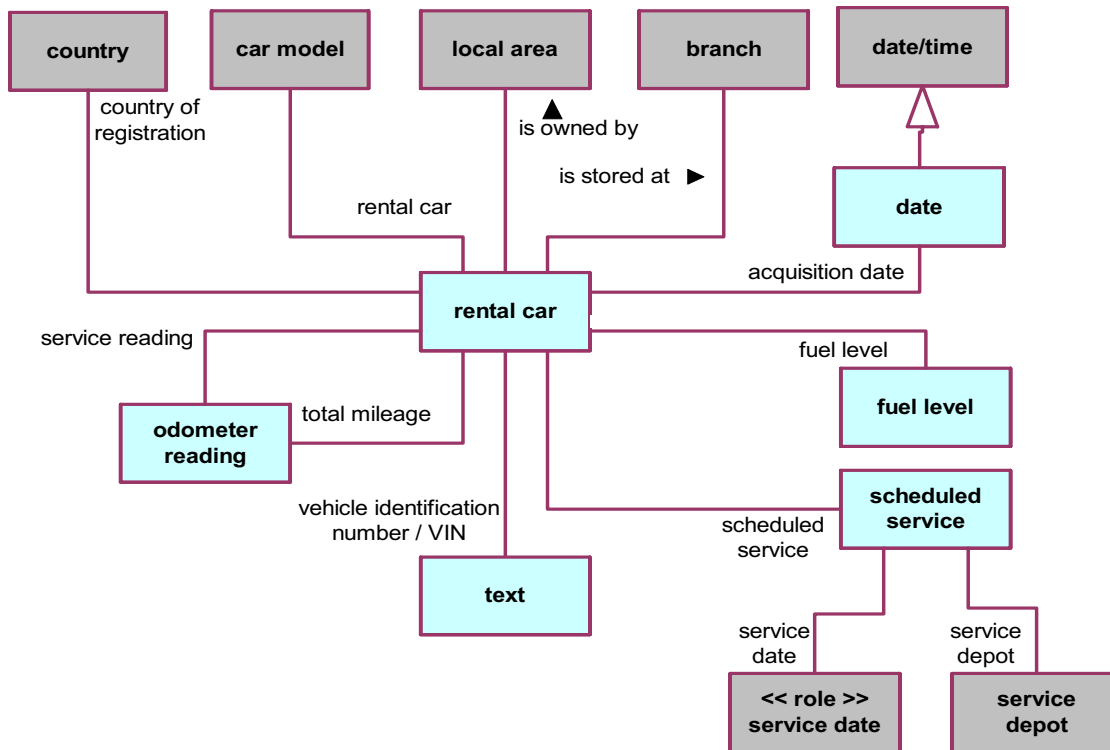 country
car model
local area
branch
date/time
country of
registration
is owned by
is stored at
date
rental car
acquisition date
rental car
service reading
fuel level
total mileage
odometer
reading
fuel level
vehicle identification
number / VIN
scheduled
service
scheduled
service
text
service
date
service
depot
<< role >>
service date
service
depot